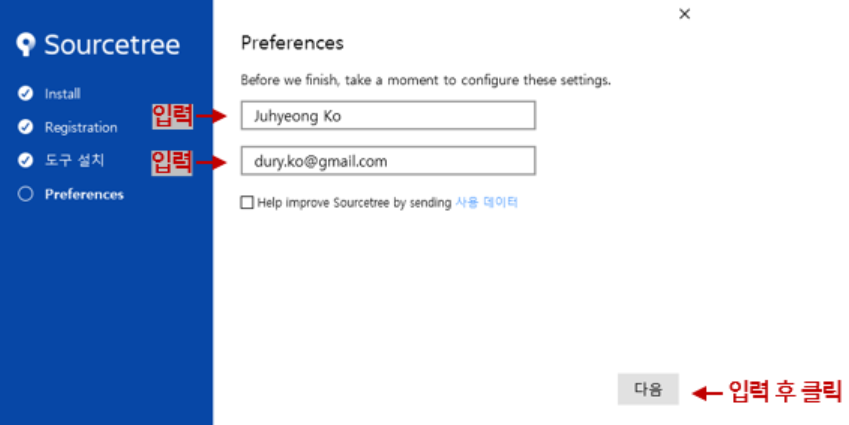 Sourcetree
Install
Registration
도구 설치
Preferences
Preferences
Before we finish, take a moment to configure these settings.
입력
Juhyeong Ko
입력
dury.ko@gmail.com
Help improve Sourcetree by sending 사용 데이터
다음
입력 후 클릭